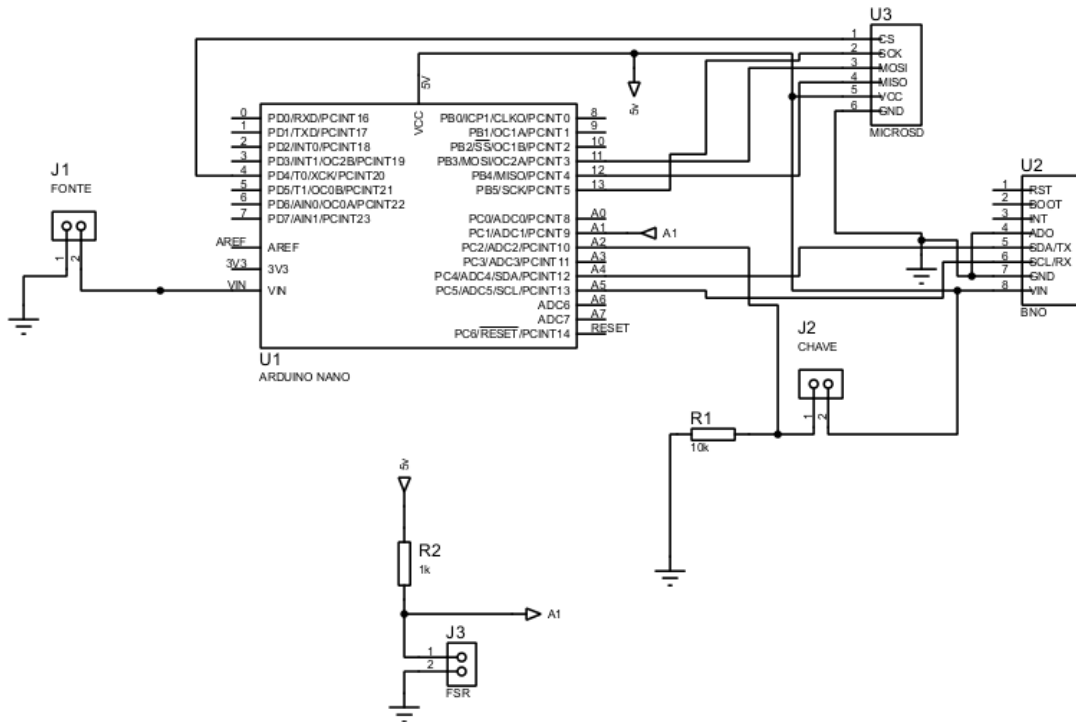 U3
1 CS
2 SCK
3 MOSI
4 MISO
5 VCC
6 GND
MICROSD
5V
VCC
5v
0 PD0/RXD/PCINT16
1 PD1/TXD/PCINT17
2 PD2/INT0/PCINT18
3 PD3/INT1/OC2B/PCINT19
4 PD4/T0/XCK/PCINT20
5 PD5/T1/OC0B/PCINT21
6 PD6/AIN0/OC0A/PCINT22
7 PD7/AIN1/PCINT23
AREF AREF
3V3 3V3
VIN VIN
PB0/ICP1/CLKO/PCINT0 8
PB1/OC1A/PCINT1 9
PB2/SS/OC1B/PCINT2 10
PB3/MOSI/OC2A/PCINT3 11
PB4/MISO/PCINT4 12
PB5/SCK/PCINT5 13
PC0/ADC0/PCINT8 A0
PC1/ADC1/PCINT9 A1
PC2/ADC2/PCINT10 A2
PC3/ADC3/PCINT11 A3
PC4/ADC4/SDA/PCINT12 A4
PC5/ADC5/SCL/PCINT13 A5
ADC6 A6
ADC7 A7
PC6/RESET/PCINT14 RESET
A1
U1
ARDUINO NANO
J1
FONTE
1
2
U2
1 RST
2 BOOT
3 INT
4 ADO
5 SDA/TX
6 SCL/RX
7 GND
8 VIN
BNO
J2
CHAVE
1
2
R1
10k
5v
R2
1k
A1
J3
1
2
FSR